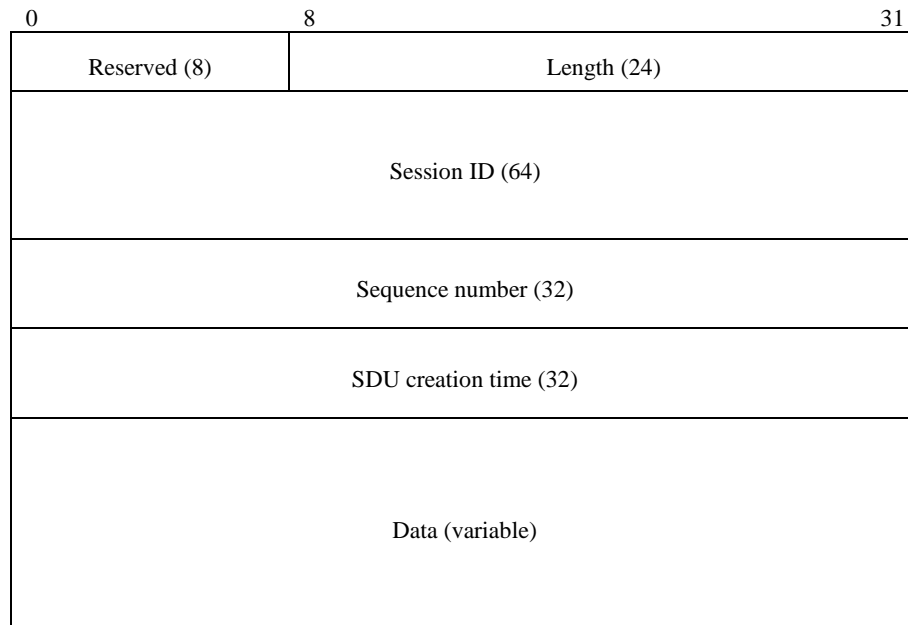 0 8 31
Reserved (8) Length (24)
Session ID (64)
Sequence number (32)
SDU creation time (32)
Data (variable)